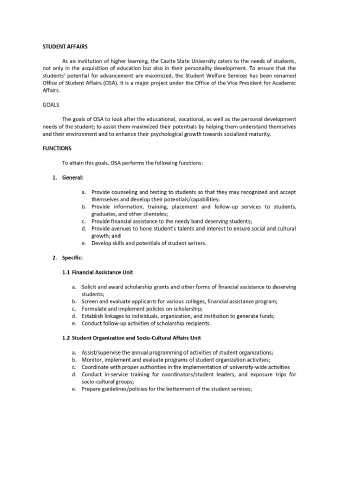 STUDENT AFFAIRS
As an institution of higher learning, the Cavite State University caters to the needs of students,
not only in the acquisition of education but also in their personality development. To ensure that the
students' potential for advancement are maximized, the Student Welfare Services has been renamed
Office of Student Affairs (OSA). It is a major project under the Office of the Vice President for Academic
Affairs.
GOALS
The goals of OSA to look after the educational, vocational, as well as the personal development
needs of the student; to assist them maximized their potentials by helping them understand themselves
and their environment and to enhance their psychological growth towards socialized maturity.
FUNCTIONS
To attain this goals, OSA performs the following functions:
1. General:
a. Provide counseling and testing to students so that they may recognized and accept
themselves and develop their potentials/capabilities;
b. Provide information, training, placement and follow-up services to students,
graduates, and other clienteles;
c. Provide financial assistance to the needy band deserving students;
d. Provide avenues to hone student's talents and interest to ensure social and cultural
growth; and
e. Develop skills and potentials of student writers.
2. Specific:
1.1 Financial Assistance Unit
a. Solicit and award scholarship grants and other forms of financial assistance to deserving
students;
b. Screen and evaluate applicants for various colleges, financial assistance program;
c. Formulate and implement policies on scholarship;
d. Establish linkages to individuals, organization, and institution to generate funds;
e. Conduct follow-up activities of scholarship recipients.
1.2 Student Organization and Socio-Cultural Affairs Unit
a. Assist/supervise the annual programming of activities of student organizations;
b. Monitor, implement and evaluate programs of student organization activities;
c. Coordinate with proper authorities in the implementation of university-wide activities
d. Conduct in-service training for coordinators/student leaders, and exposure trips for
socio-cultural groups;
e. Prepare guidelines/policies for the betterment of the student services;